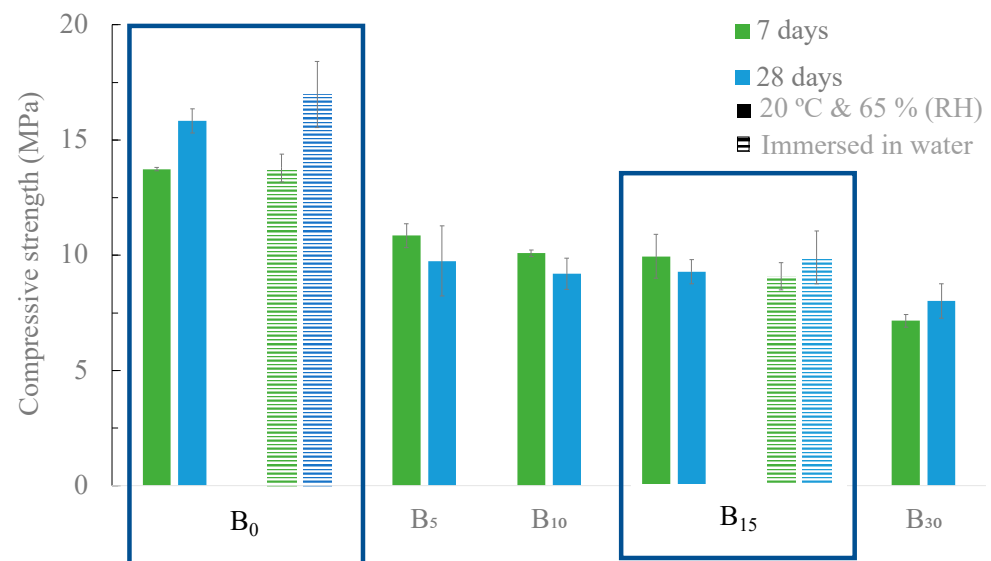 20
15
10
5
0
Compressive strength (MPa)
7 days
28 days
20 ºC & 65 % (RH)
Immersed in water
B₀
B₅
B₁₀
B₁₅
B₃₀